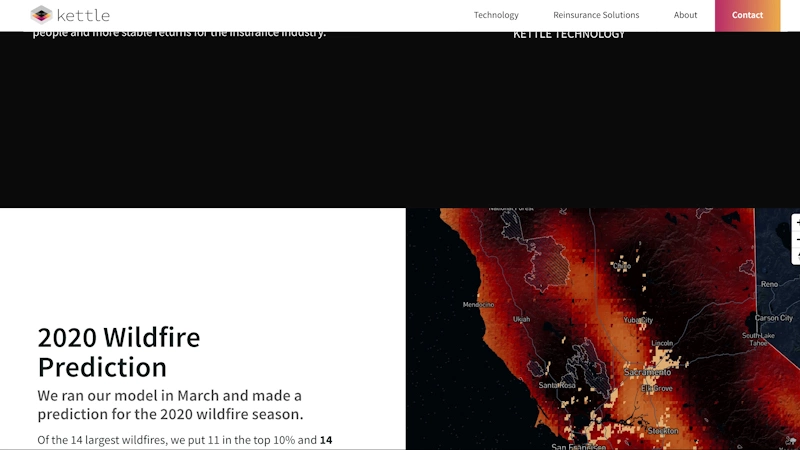 kettle
Technology
Reinsurance Solutions
About
Contact
people and more stable returns for the insurance industry.
KETTLE TECHNOLOGY
2020 Wildfire
Prediction
We ran our model in March and made a
prediction for the 2020 wildfire season.
Of the 14 largest wildfires, we put 11 in the top 10% and 14
National Forest
Chico
Reno
Mendocino
Ukiah
Yuba City
Carson City
Lincoln
South Lake
Tahoe
Sacramento
Santa Rosa
Elk Grove
Stockton
San Francisco